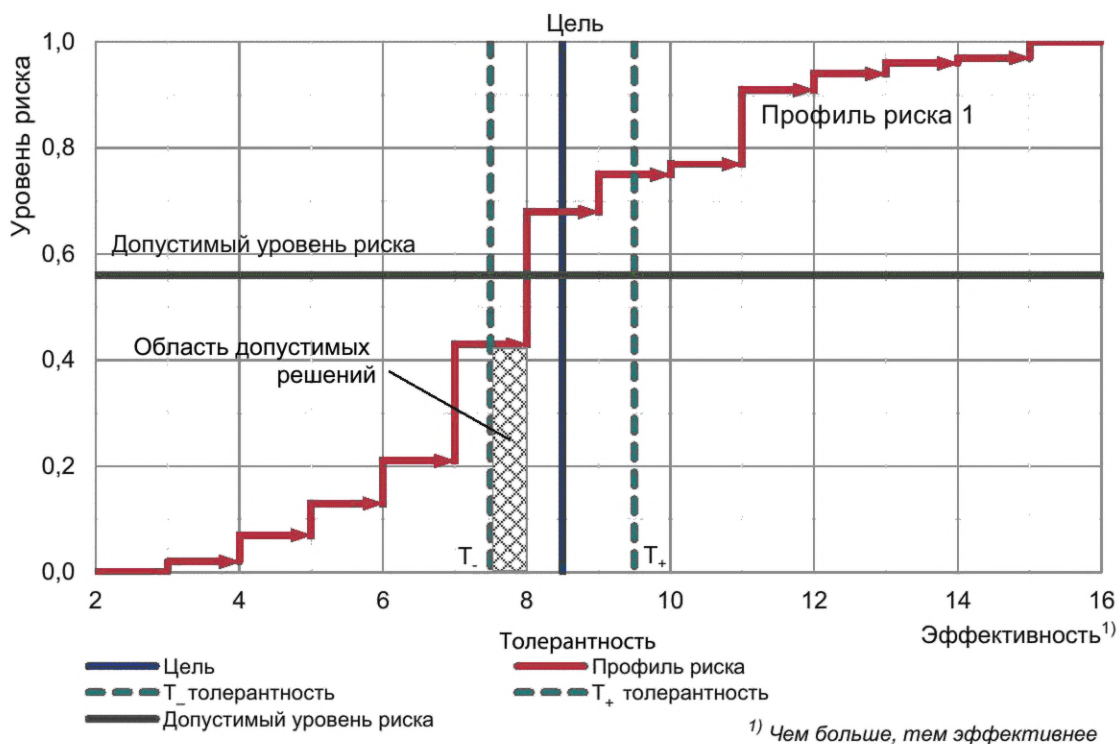 Цель
Уровень риска
1,0
0,8
0,6
0,4
0,2
0,0
Профиль риска 1
Допустимый уровень риска
Область допустимых
решений
T_
T+
2 4 6 8 10 12 14 16
Эффективность¹⁾
Толерантность
Цель
Профиль риска
T_толерантность
T+ толерантность
Допустимый уровень риска
¹⁾ Чем больше, тем эффективнее